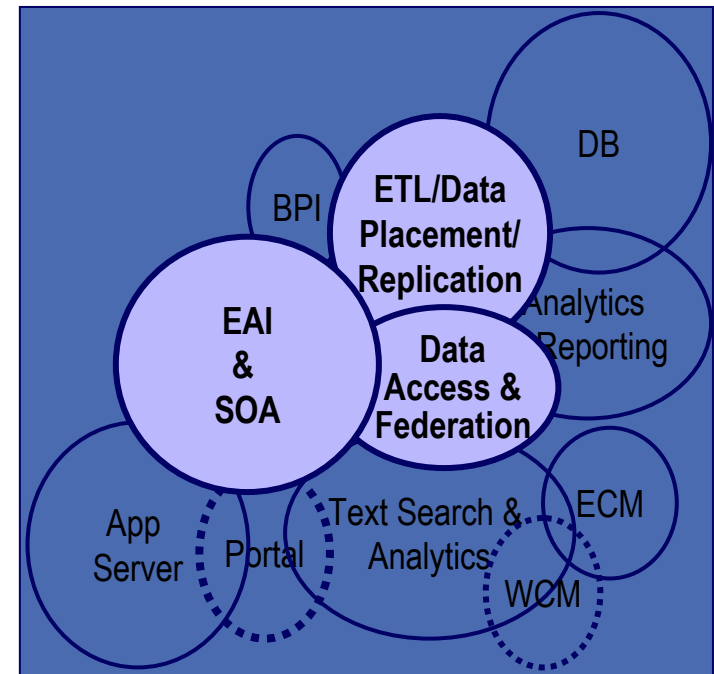 DB
BPI
ETL/Data
Placement/
Replication
EAI
&
SOA
Analytics
Reporting
Data
Access &
Federation
App
Server
Portal
Text Search &
Analytics
ECM
WCM